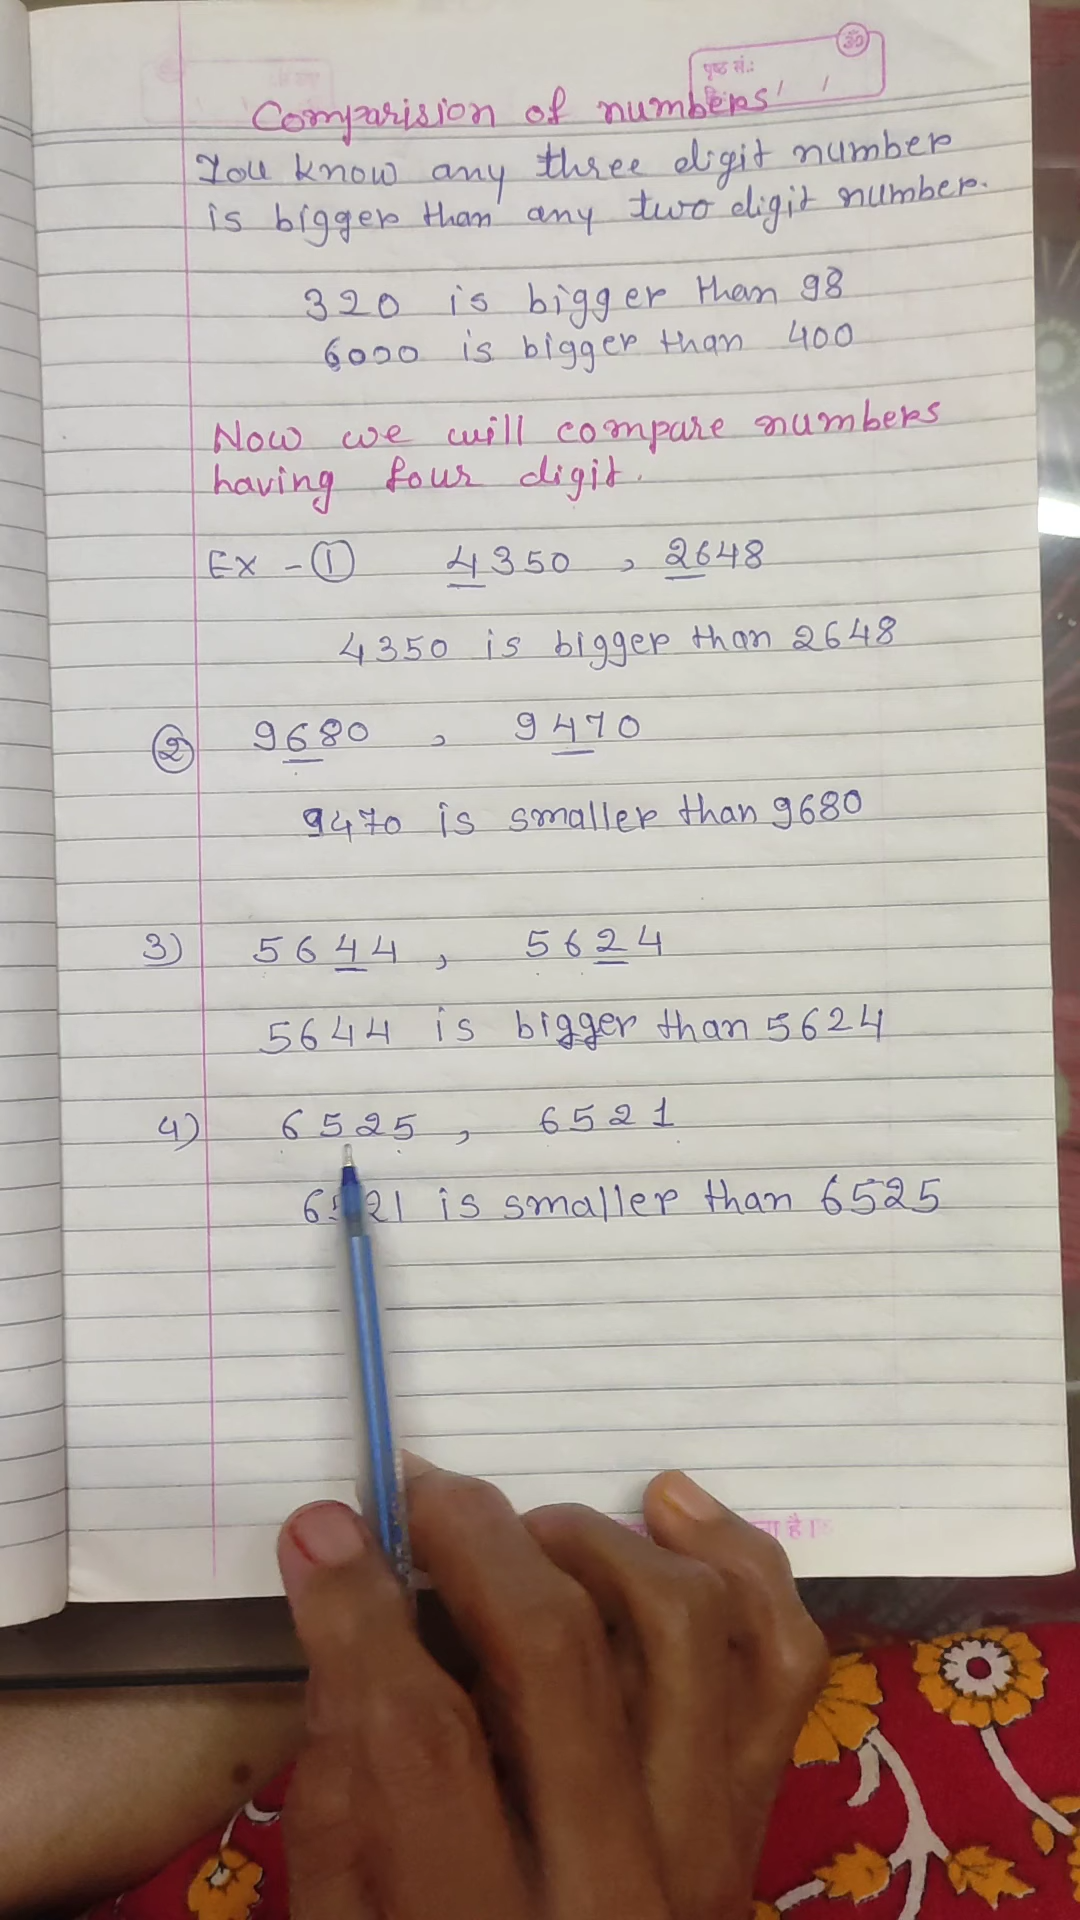 पृष्ठ सं.:
Comparision of numbers
You know any three digit number
is bigger than any two digit number.
320 is bigger than 98
6000 is bigger than 400
Now we will compare numbers
having four digit.
Ex - ① 4350 , 2648
4350 is bigger than 2648
② 9680 , 9470
9470 is smaller than 9680
3) 5644 , 5624
5644 is bigger than 5624
4) 6525 , 6521
6521 is smaller than 6525
है।